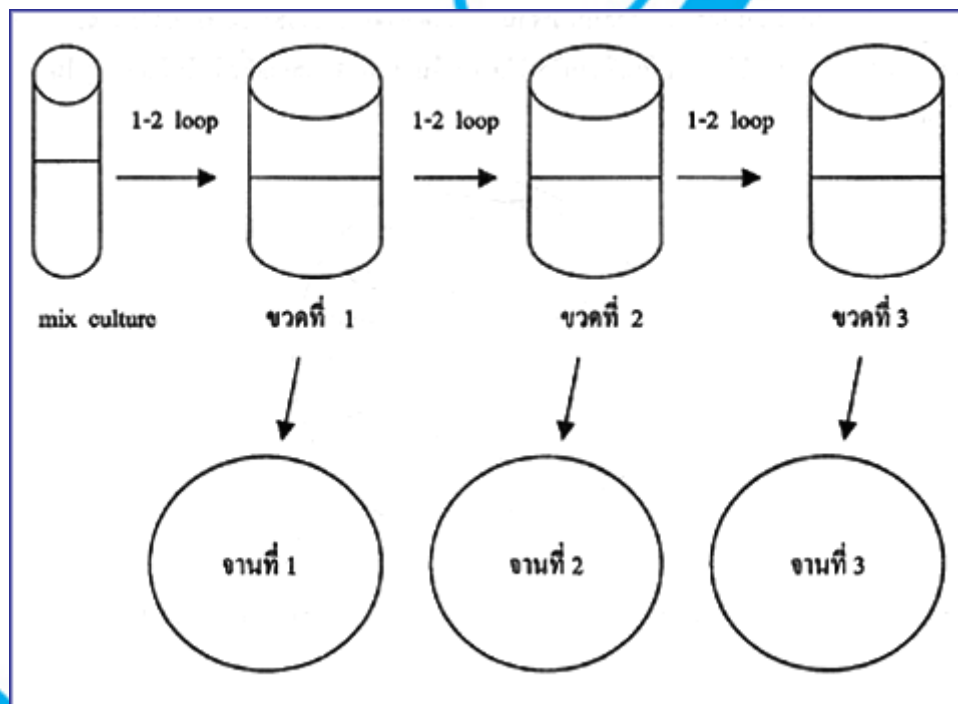 1-2 loop
1-2 loop
1-2 loop
mix culture
ขวดที่ 1
ขวดที่ 2
ขวดที่ 3
จานที่ 1
จานที่ 2
จานที่ 3